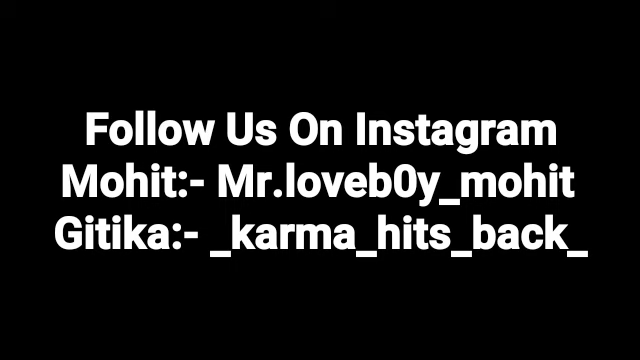 Follow Us On Instagram
Mohit:- Mr.loveb0y_mohit
Gitika:- _karma_hits_back_